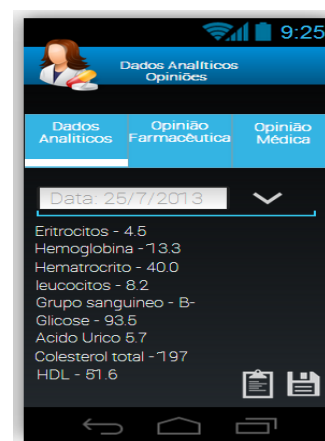 9:25
Dados Analíticos
Opiniões
Dados Analiticos
Opinião Farmacêutica
Opinião Médica
Data: 25/7/2013
Eritrocitos - 4.5
Hemoglobina -13.3
Hematrocrito - 40.0
leucocitos - 8.2
Grupo sanguineo - B-
Glicose - 93.5
Acido Urico 5.7
Colesterol total -197
HDL - 51.6